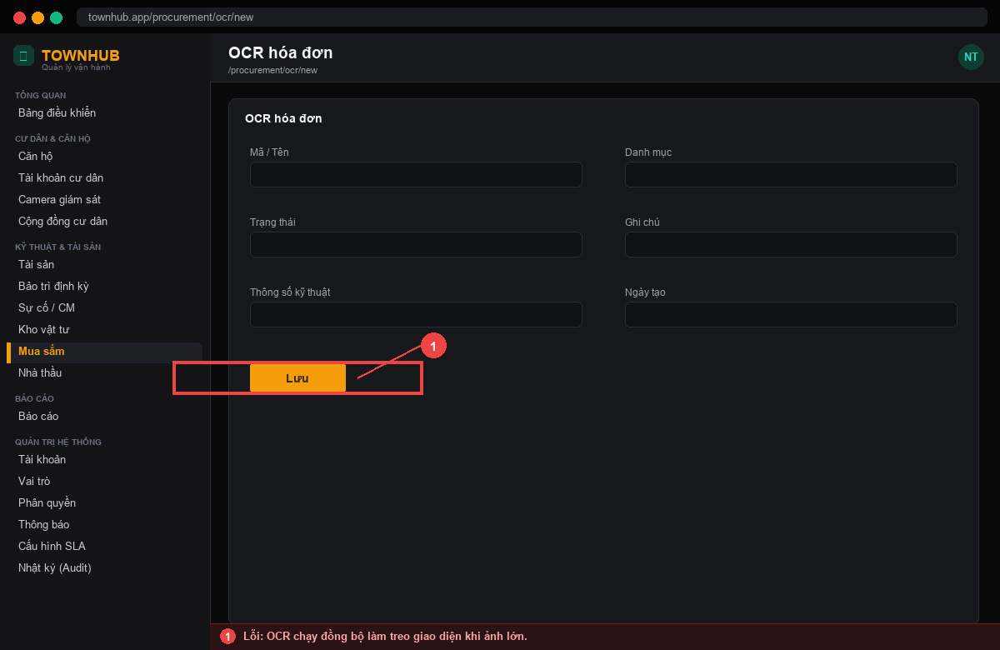 townhub.app/procurement/ocr/new
TOWNHUB
Quản lý vận hành
OCR hóa đơn
/procurement/ocr/new
NT
TỔNG QUAN
Bảng điều khiển
CƯ DÂN & CĂN HỘ
Căn hộ
Tài khoản cư dân
Camera giám sát
Cộng đồng cư dân
KỸ THUẬT & TÀI SẢN
Tài sản
Bảo trì định kỳ
Sự cố / CM
Kho vật tư
Mua sắm
Nhà thầu
BÁO CÁO
Báo cáo
QUẢN TRỊ HỆ THỐNG
Tài khoản
Vai trò
Phân quyền
Thông báo
Cấu hình SLA
Nhật ký (Audit)
OCR hóa đơn
Mã / Tên
Danh mục
Trạng thái
Ghi chú
Thông số kỹ thuật
Ngày tạo
1
Lưu
1 Lỗi: OCR chạy đồng bộ làm treo giao diện khi ảnh lớn.